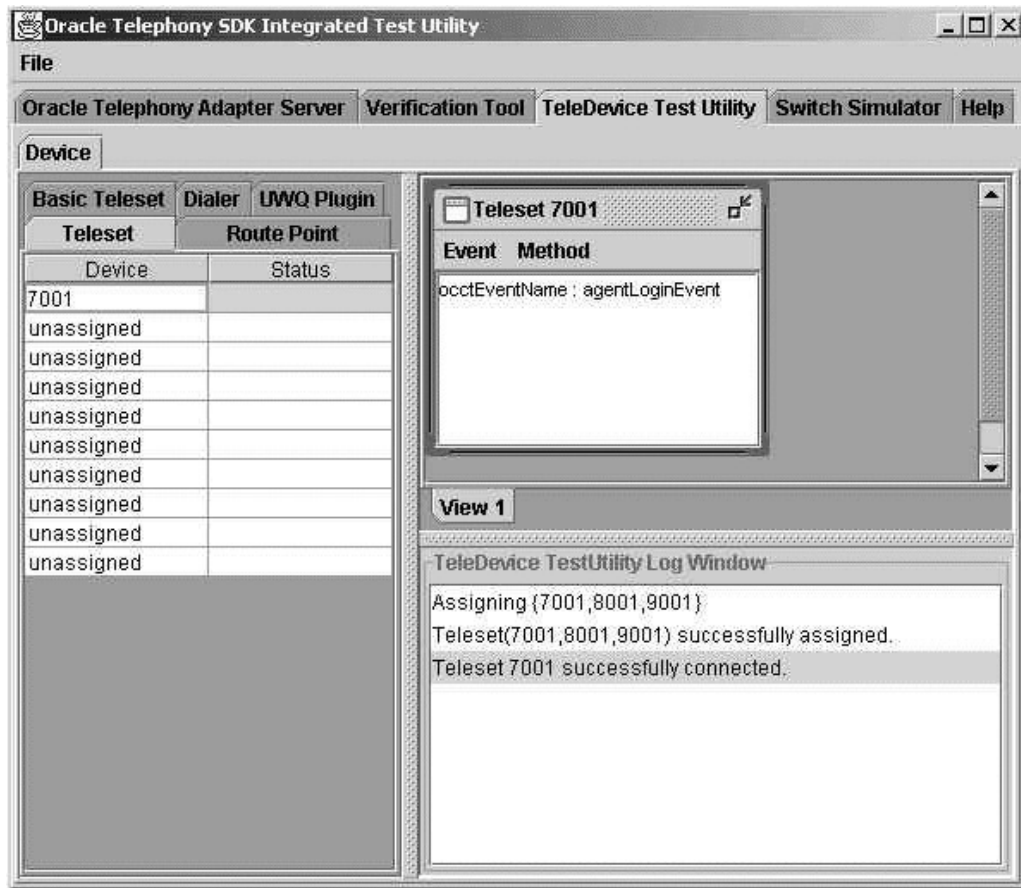 Oracle Telephony SDK Integrated Test Utility
File
Oracle Telephony Adapter Server Verification Tool TeleDevice Test Utility Switch Simulator Help
Device
Basic Teleset Dialer UWQ Plugin
Teleset Route Point
Device Status
7001
unassigned
unassigned
unassigned
unassigned
unassigned
unassigned
unassigned
unassigned
unassigned
Teleset 7001
Event Method
occtEventName : agentLoginEvent
View 1
TeleDevice TestUtility Log Window
Assigning {7001,8001,9001}
Teleset(7001,8001,9001) successfully assigned.
Teleset 7001 successfully connected.